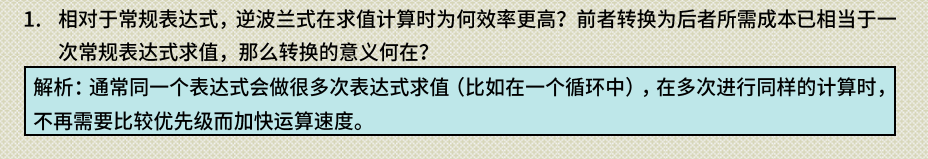 1. 相对于常规表达式，逆波兰式在求值计算时为何效率更高？前者转换为后者所需成本已相当于一
次常规表达式求值，那么转换的意义何在？
解析：通常同一个表达式会做很多次表达式求值（比如在一个循环中），在多次进行同样的计算时，
不再需要比较优先级而加快运算速度。